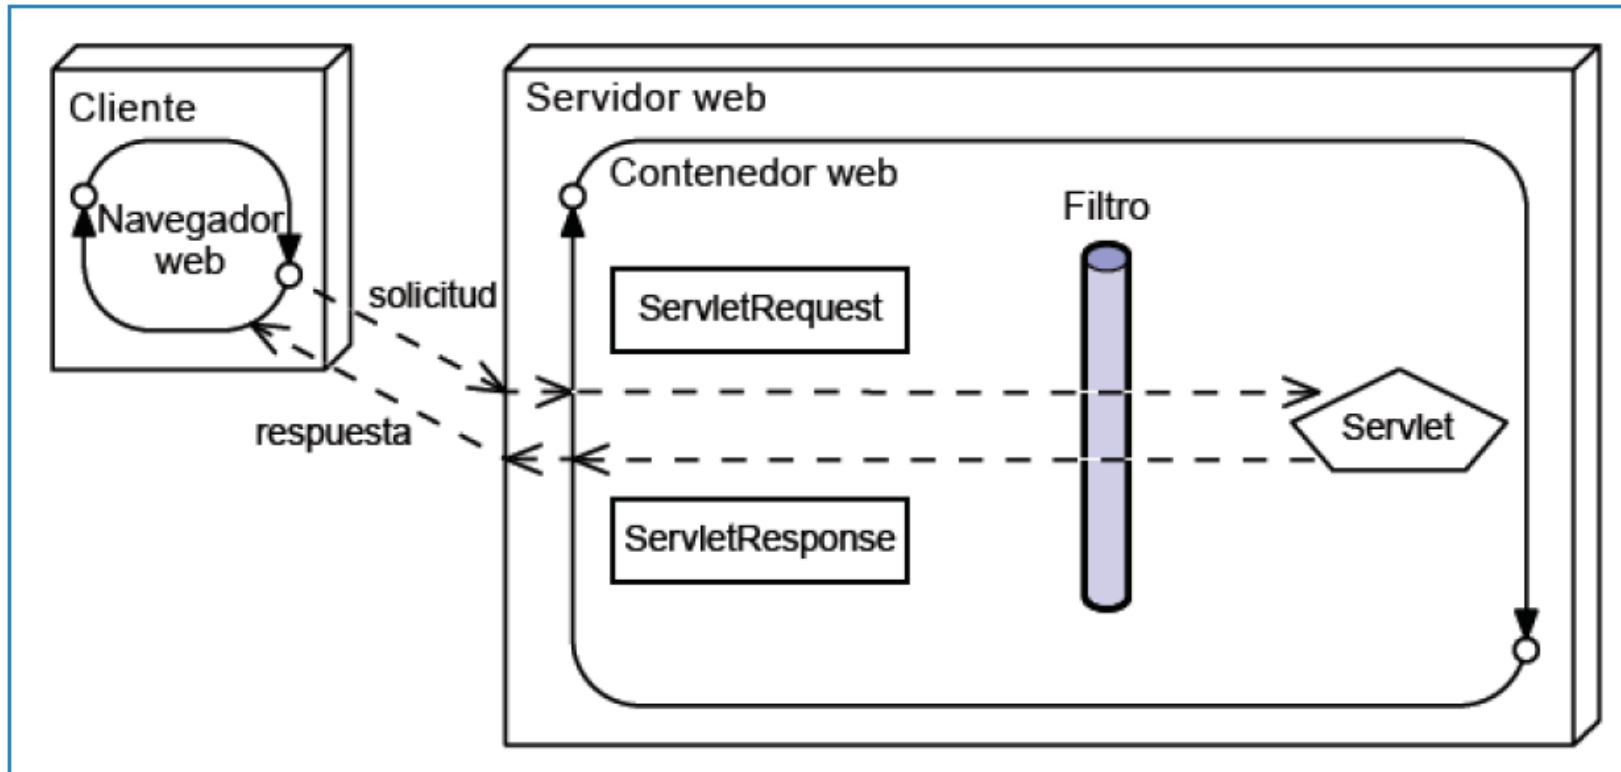 Cliente
Navegador
web
solicitud
respuesta
Servidor web
Contenedor web
Filtro
ServletRequest
Servlet
ServletResponse